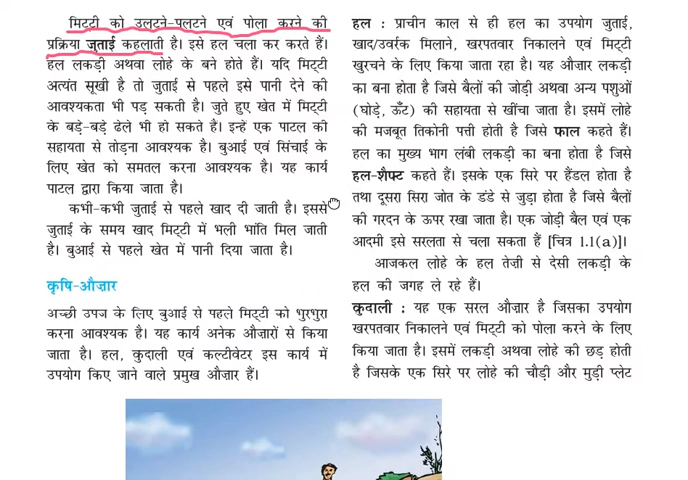 मिट्टी को उलटने-पलटने एवं पोला करने की
प्रक्रिया जुताई कहलाती है। इसे हल चला कर करते हैं।
हल लकड़ी अथवा लोहे के बने होते हैं। यदि मिट्टी
अत्यंत सूखी है तो जुताई से पहले इसे पानी देने की
आवश्यकता भी पड़ सकती है। जुते हुए खेत में मिट्टी
के बड़े-बड़े ढेले भी हो सकते हैं। इन्हें एक पाटल की
सहायता से तोड़ना आवश्यक है। बुआई एवं सिंचाई के
लिए खेत को समतल करना आवश्यक है। यह कार्य
पाटल द्वारा किया जाता है।
कभी-कभी जुताई से पहले खाद दी जाती है। इससे
जुताई के समय खाद मिट्टी में भली भांति मिल जाती
है। बुआई से पहले खेत में पानी दिया जाता है।
कृषि-औज़ार
अच्छी उपज के लिए बुआई से पहले मिट्टी को भुरभुरा
करना आवश्यक है। यह कार्य अनेक औज़ारों से किया
जाता है। हल, कुदाली एवं कल्टीवेटर इस कार्य में
उपयोग किए जाने वाले प्रमुख औज़ार हैं।
हल : प्राचीन काल से ही हल का उपयोग जुताई,
खाद/उवर्रक मिलाने, खरपतवार निकालने एवं मिट्टी
खुरचने के लिए किया जाता रहा है। यह औज़ार लकड़ी
का बना होता है जिसे बैलों की जोड़ी अथवा अन्य पशुओं
(घोड़े, ऊँट) की सहायता से खींचा जाता है। इसमें लोहे
की मजबूत तिकोनी पत्ती होती है जिसे फाल कहते हैं।
हल का मुख्य भाग लंबी लकड़ी का बना होता है जिसे
हल-शैफ्ट कहते हैं। इसके एक सिरे पर हैंडल होता है
तथा दूसरा सिरा जोत के डंडे से जुड़ा होता है जिसे बैलों
की गरदन के ऊपर रखा जाता है। एक जोड़ी बैल एवं एक
आदमी इसे सरलता से चला सकता हैं [चित्र 1.1(a)]।
आजकल लोहे के हल तेज़ी से देसी लकड़ी के
हल की जगह ले रहे हैं।
कुदाली : यह एक सरल औज़ार है जिसका उपयोग
खरपतवार निकालने एवं मिट्टी को पोला करने के लिए
किया जाता है। इसमें लकड़ी अथवा लोहे की छड़ होती
है जिसके एक सिरे पर लोहे की चौड़ी और मुड़ी प्लेट